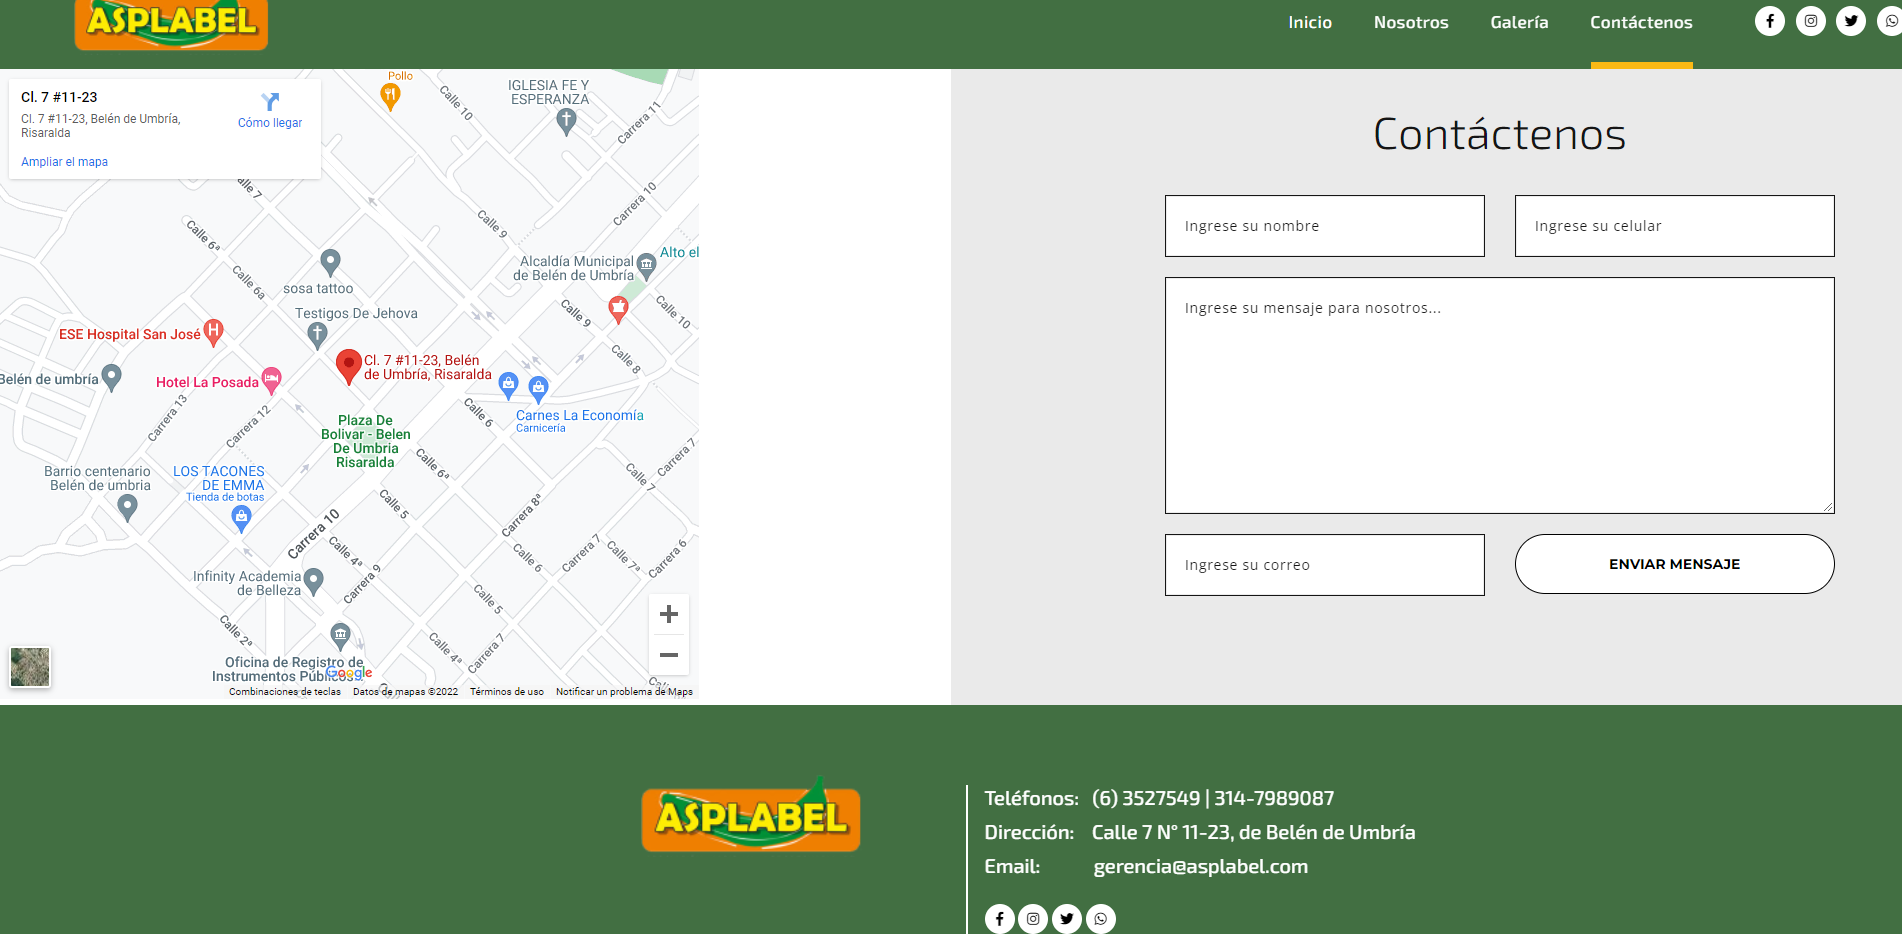 ASPLABEL
Inicio
Nosotros
Galería
Contáctenos
Cl. 7 #11-23
Cl. 7 #11-23, Belén de Umbría,
Risaralda
Cómo llegar
Ampliar el mapa
Pollo
Calle 10
IGLESIA FE Y
ESPERANZA
Carrera 11
alle 7
Carrera 10
Calle 9
Calle 6ª
Calle 6a
Alto el
Alcaldía Municipal
de Belén de Umbría
sosa tattoo
Testigos De Jehova
Calle 9
Calle 10
ESE Hospital San José
Calle 8
Cl. 7 #11-23, Belén
de Umbría, Risaralda
Belén de umbría
Hotel La Posada
Carrera 13
Carrera 12
Calle 6
Carnes La Economía
Carnicería
Plaza De
Bolivar - Belen
De Umbria
Risaralda
Calle 6ª
Calle 7
Carrera 7
Barrio centenario
Belén de umbria
LOS TACONES
DE EMMA
Tienda de botas
Calle 5
Carrera 8ª
Carrera 10
Calle 4ª
Carrera 9
Calle 6
Carrera 7
Calle 7ª
Carrera 6
Infinity Academia
de Belleza
Calle 5
Calle 2ª
Calle 4ª
Carrera 7
Oficina de Registro de
Instrumentos Públicos...
Google
Combinaciones de teclas
Datos de mapas ©2022
Términos de uso
Notificar un problema de Maps
Contáctenos
Ingrese su nombre
Ingrese su celular
Ingrese su mensaje para nosotros...
Ingrese su correo
ENVIAR MENSAJE
ASPLABEL
Teléfonos: (6) 3527549 | 314-7989087
Dirección: Calle 7 N° 11-23, de Belén de Umbría
Email: gerencia@asplabel.com